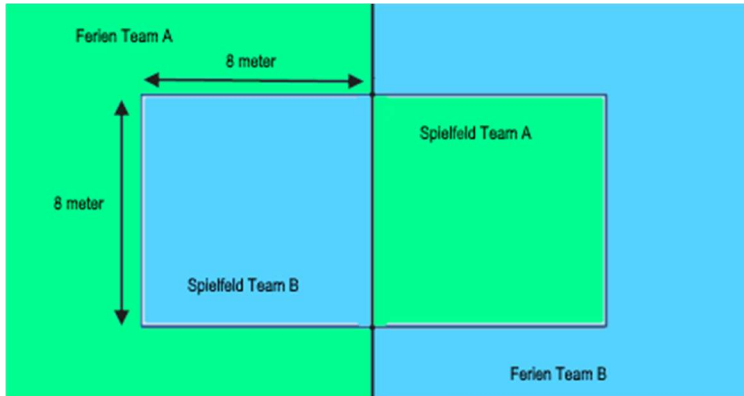 Ferien Team A
8 meter
Spielfeld Team A
8 meter
Spielfeld Team B
Ferien Team B